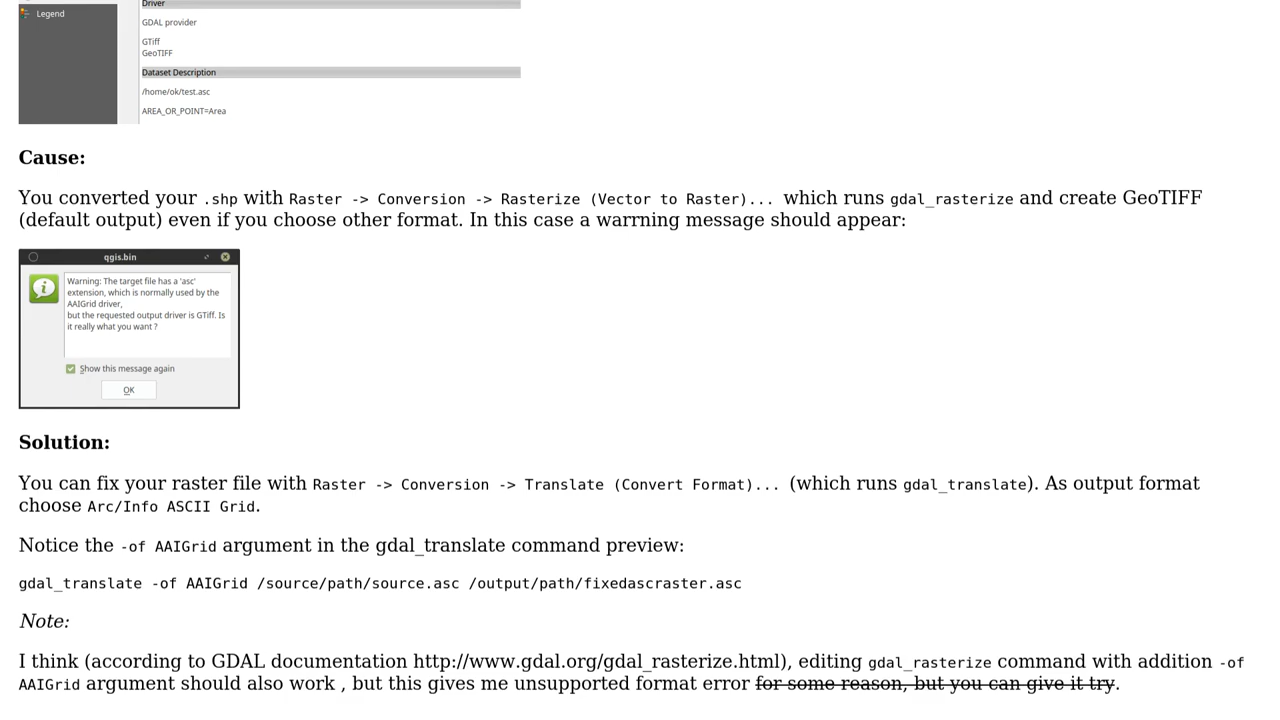 Driver
Legend
GDAL provider
GTiff
GeoTIFF
Dataset Description
/home/ok/test.asc
AREA_OR_POINT=Area
Cause:
You converted your .shp with Raster -> Conversion -> Rasterize (Vector to Raster)... which runs gdal_rasterize and create GeoTIFF
(default output) even if you choose other format. In this case a warrning message should appear:
qgis.bin
Warning: The target file has a 'asc'
extension, which is normally used by the
AAIGrid driver,
but the requested output driver is GTiff. Is
it really what you want ?
Show this message again
OK
Solution:
You can fix your raster file with Raster -> Conversion -> Translate (Convert Format)... (which runs gdal_translate). As output format
choose Arc/Info ASCII Grid.
Notice the -of AAIGrid argument in the gdal_translate command preview:
gdal_translate -of AAIGrid /source/path/source.asc /output/path/fixedascraster.asc
Note:
I think (according to GDAL documentation http://www.gdal.org/gdal_rasterize.html), editing gdal_rasterize command with addition -of
AAIGrid argument should also work , but this gives me unsupported format error for some reason, but you can give it try.